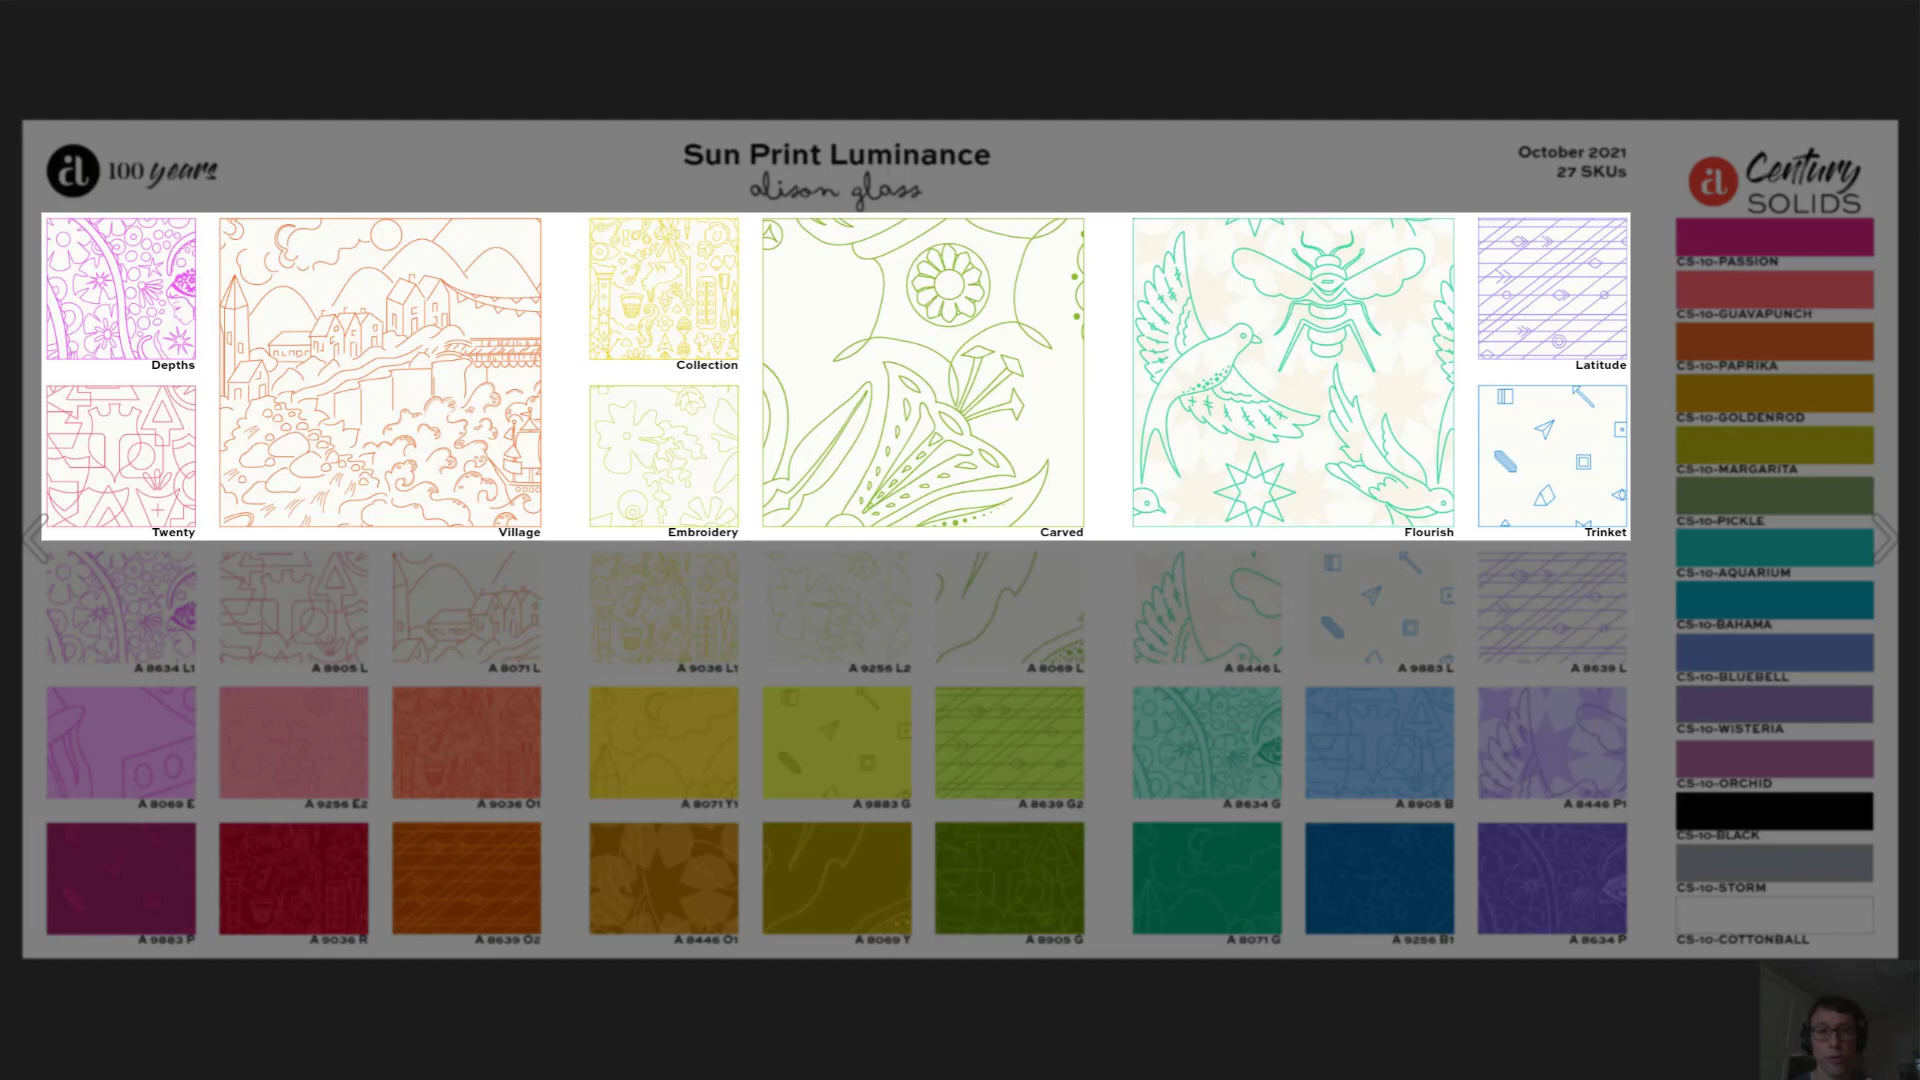 100 years
Sun Print Luminance
alison glass
October 2021
27 SKUs
Century
SOLIDS
Depths
Twenty
Village
Collection
Embroidery
Carved
Flourish
Latitude
Trinket
A 8634 L1
A 8905 L
A 8071 L
A 9036 L1
A 9256 L2
A 8069 L
A 8446 L
A 9883 L
A 8639 L
A 8069 E
A 9256 E2
A 9036 O1
A 8071 Y1
A 9883 G
A 8639 G2
A 8634 G
A 8905 B
A 8446 P1
A 9883 P
A 9036 R
A 8639 O2
A 8446 O1
A 8069 Y
A 8905 G
A 8071 G
A 9256 B1
A 8634 P
CS-10-PASSION
CS-10-GUAVAPUNCH
CS-10-PAPRIKA
CS-10-GOLDENROD
CS-10-MARGARITA
CS-10-PICKLE
CS-10-AQUARIUM
CS-10-BAHAMA
CS-10-BLUEBELL
CS-10-WISTERIA
CS-10-ORCHID
CS-10-BLACK
CS-10-STORM
CS-10-COTTONBALL